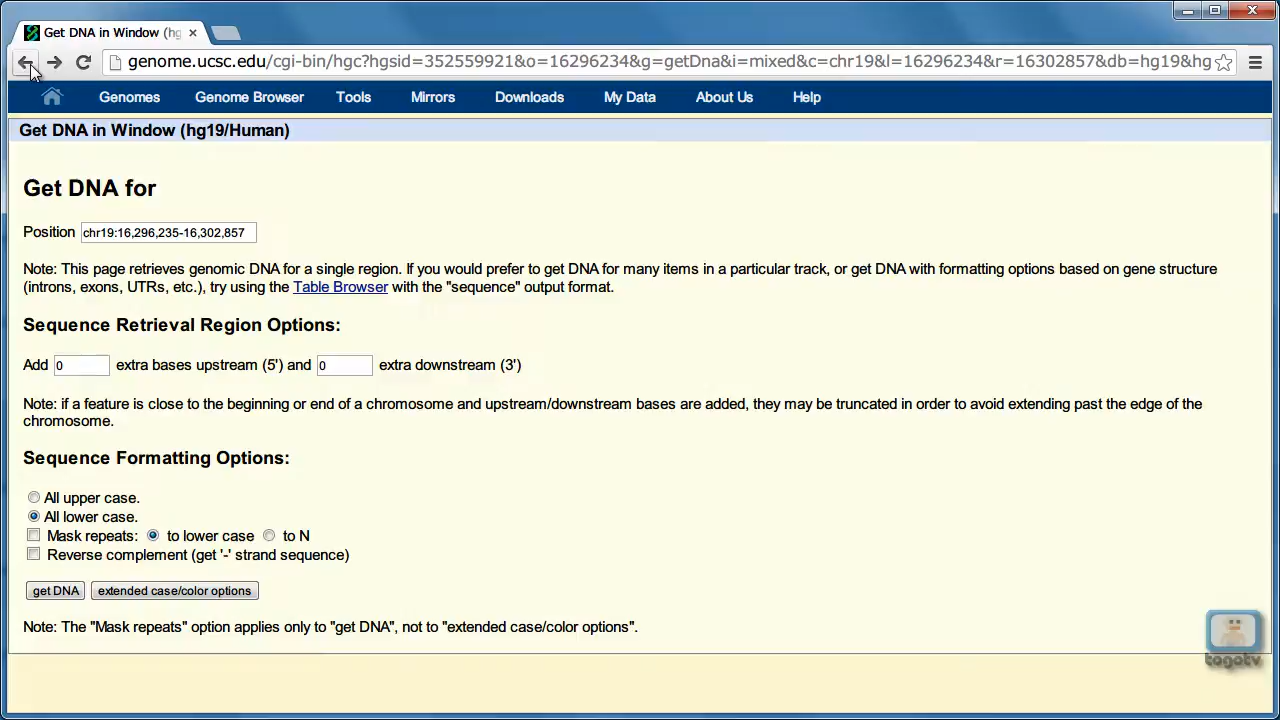 Get DNA in Window (hg
genome.ucsc.edu/cgi-bin/hgc?hgsid=352559921&o=16296234&g=getDna&i=mixed&c=chr19&l=16296234&r=16302857&db=hg19&hg
Genomes Genome Browser Tools Mirrors Downloads My Data About Us Help
Get DNA in Window (hg19/Human)
Get DNA for
Position chr19:16,296,235-16,302,857
Note: This page retrieves genomic DNA for a single region. If you would prefer to get DNA for many items in a particular track, or get DNA with formatting options based on gene structure
(introns, exons, UTRs, etc.), try using the Table Browser with the "sequence" output format.
Sequence Retrieval Region Options:
Add 0 extra bases upstream (5') and 0 extra downstream (3')
Note: if a feature is close to the beginning or end of a chromosome and upstream/downstream bases are added, they may be truncated in order to avoid extending past the edge of the
chromosome.
Sequence Formatting Options:
All upper case.
All lower case.
Mask repeats: to lower case to N
Reverse complement (get '-' strand sequence)
get DNA extended case/color options
Note: The "Mask repeats" option applies only to "get DNA", not to "extended case/color options".
togotv